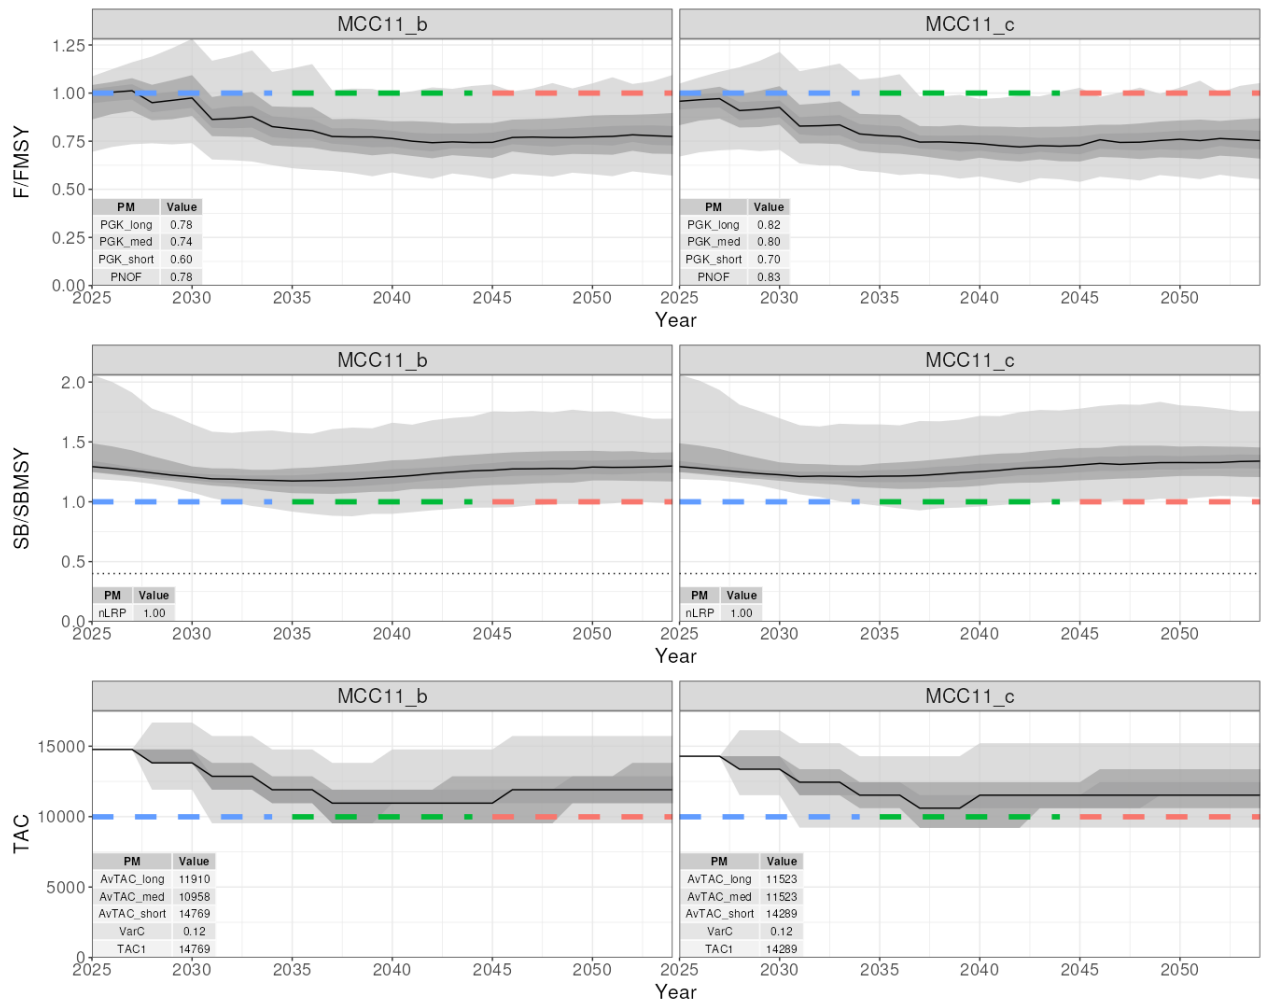 MCC11_b
MCC11_c
1.25
1.00
0.75
0.50
0.25
0.00
F/FMSY
PM Value
PGK_long 0.78
PGK_med 0.74
PGK_short 0.60
PNOF 0.78
PM Value
PGK_long 0.82
PGK_med 0.80
PGK_short 0.70
PNOF 0.83
2025 2030 2035 2040 2045 2050
2025 2030 2035 2040 2045 2050
Year
Year
MCC11_b
MCC11_c
2.0
1.5
1.0
0.5
0.0
SB/SBMSY
PM Value
nLRP 1.00
PM Value
nLRP 1.00
2025 2030 2035 2040 2045 2050
2025 2030 2035 2040 2045 2050
Year
Year
MCC11_b
MCC11_c
15000
10000
5000
0
TAC
PM Value
AvTAC_long 11910
AvTAC_med 10958
AvTAC_short 14769
VarC 0.12
TAC1 14769
PM Value
AvTAC_long 11523
AvTAC_med 11523
AvTAC_short 14289
VarC 0.12
TAC1 14289
2025 2030 2035 2040 2045 2050
2025 2030 2035 2040 2045 2050
Year
Year